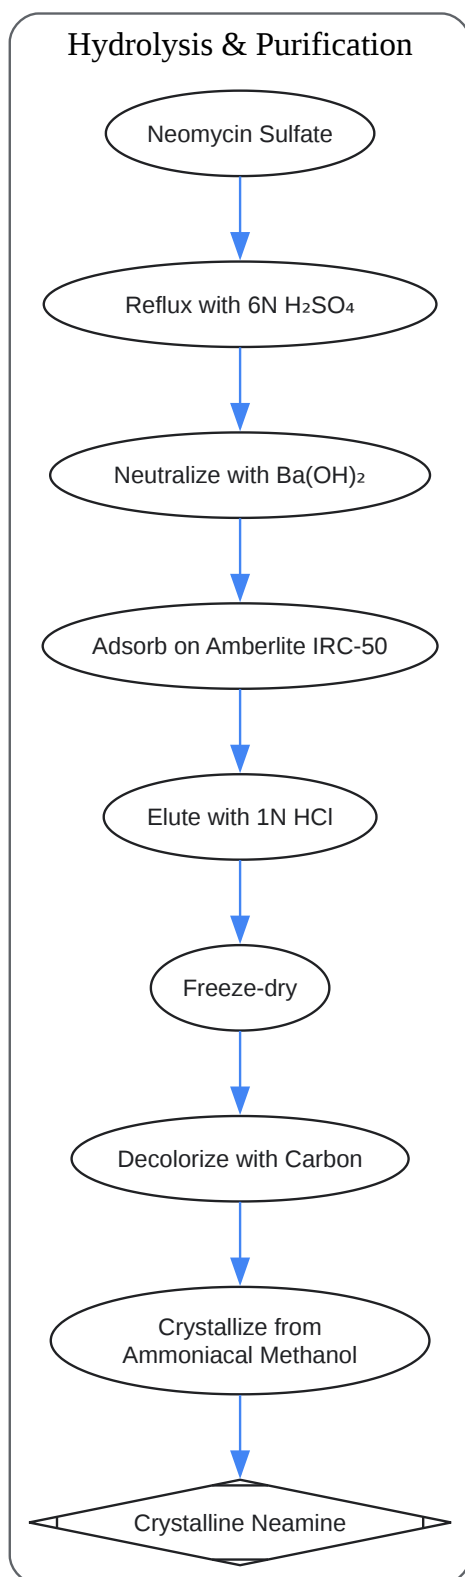 Hydrolysis & Purification
Neomycin Sulfate
Reflux with 6N H₂SO₄
Neutralize with Ba(OH)₂
Adsorb on Amberlite IRC-50
Elute with 1N HCl
Freeze-dry
Decolorize with Carbon
Crystallize from
Ammoniacal Methanol
Crystalline Neamine